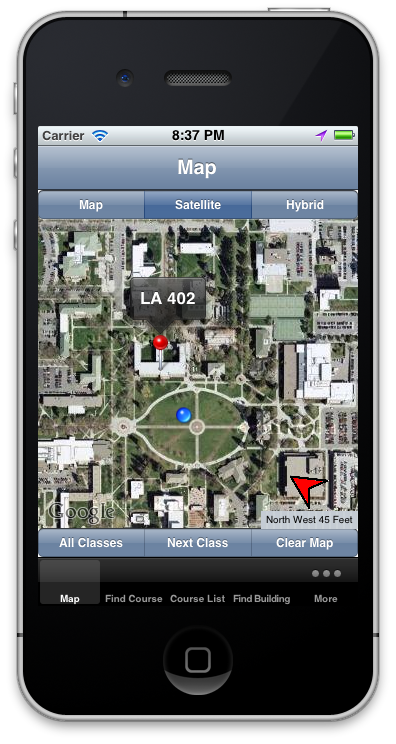 Carrier 8:37 PM
Map
Map Satellite Hybrid
LA 402
Google
North West 45 Feet
All Classes Next Class Clear Map
Map Find Course Course List Find Building More